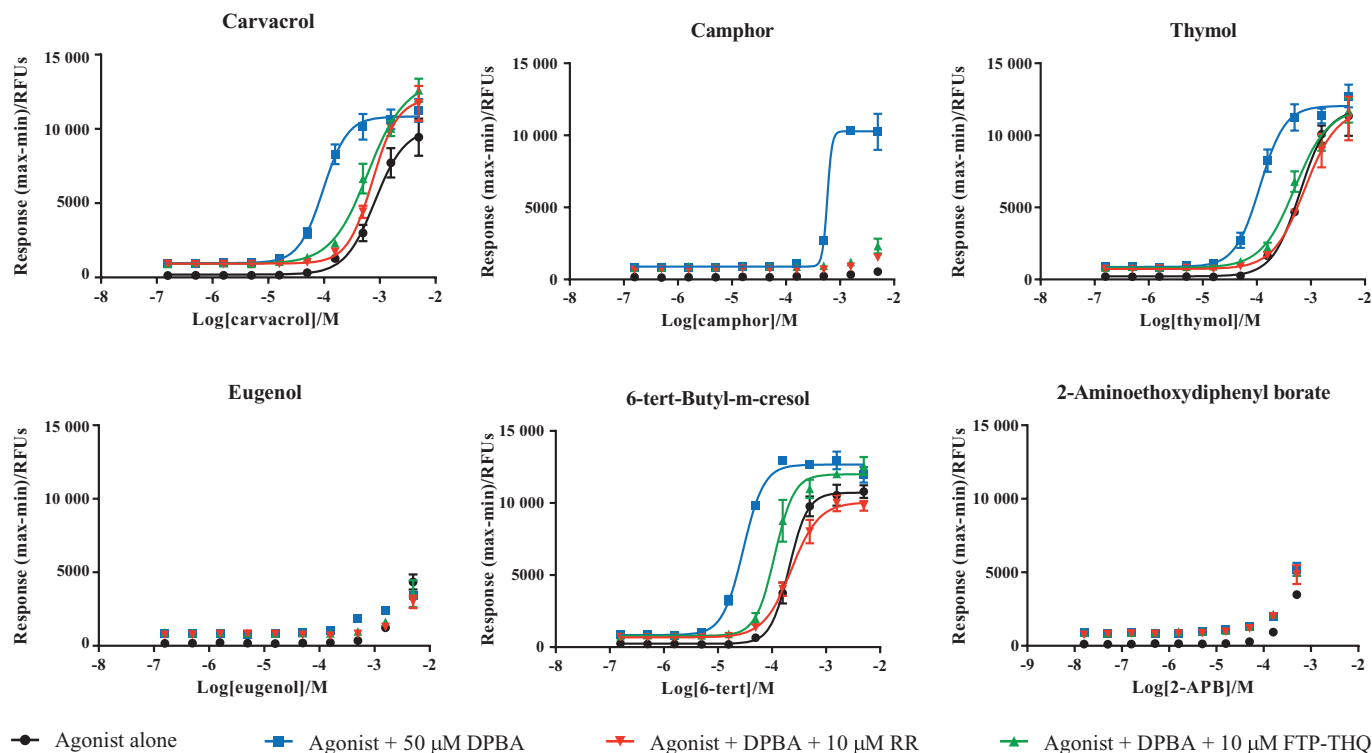 Carvacrol
Response (max-min)/RFUs
15 000
10 000
5000
0
-8 -7 -6 -5 -4 -3 -2
Log[carvacrol]/M
Camphor
Response (max-min)/RFUs
15 000
10 000
5000
0
-8 -7 -6 -5 -4 -3 -2
Log[camphor]/M
Thymol
Response (max-min)/RFUs
15 000
10 000
5000
0
-8 -7 -6 -5 -4 -3 -2
Log[thymol]/M
Eugenol
Response (max-min)/RFUs
15 000
10 000
5000
0
-8 -7 -6 -5 -4 -3 -2
Log[eugenol]/M
6-tert-Butyl-m-cresol
Response (max-min)/RFUs
15 000
10 000
5000
0
-8 -7 -6 -5 -4 -3 -2
Log[6-tert]/M
2-Aminoethoxydiphenyl borate
Response (max-min)/RFUs
15 000
10 000
5000
0
-9 -8 -7 -6 -5 -4 -3 -2
Log[2-APB]/M
Agonist alone
Agonist + 50 μM DPBA
Agonist + DPBA + 10 μM RR
Agonist + DPBA + 10 μM FTP-THQ